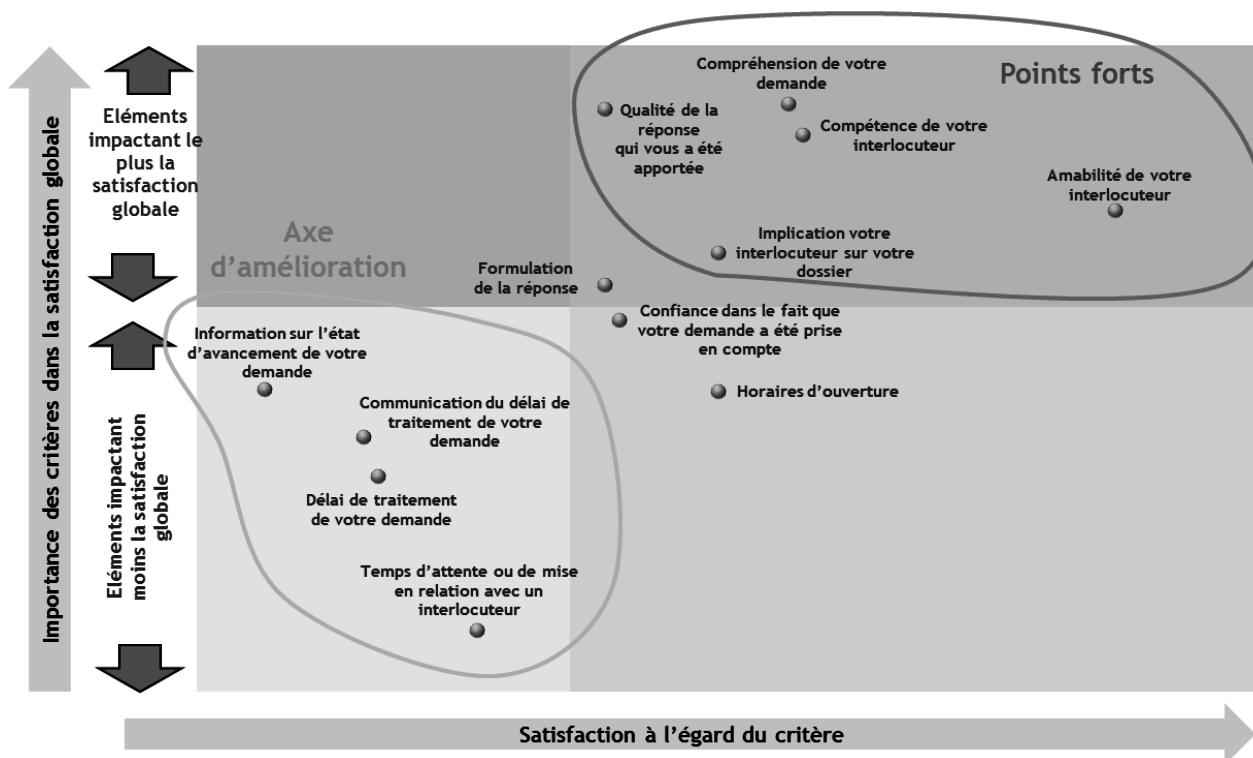 Importance des critères dans la satisfaction globale
Eléments
impactant le
plus la
satisfaction
globale
Eléments impactant
moins la satisfaction
globale
Points forts
Compréhension de votre
demande
Qualité de la
réponse
qui vous a été
apportée
Compétence de votre
interlocuteur
Amabilité de votre
interlocuteur
Implication votre
interlocuteur sur votre
dossier
Axe
d’amélioration
Formulation
de la réponse
Confiance dans le fait que
votre demande a été prise
en compte
Horaires d’ouverture
Information sur l’état
d’avancement de votre
demande
Communication du délai de
traitement de votre
demande
Délai de traitement
de votre demande
Temps d’attente ou de mise
en relation avec un
interlocuteur
Satisfaction à l’égard du critère